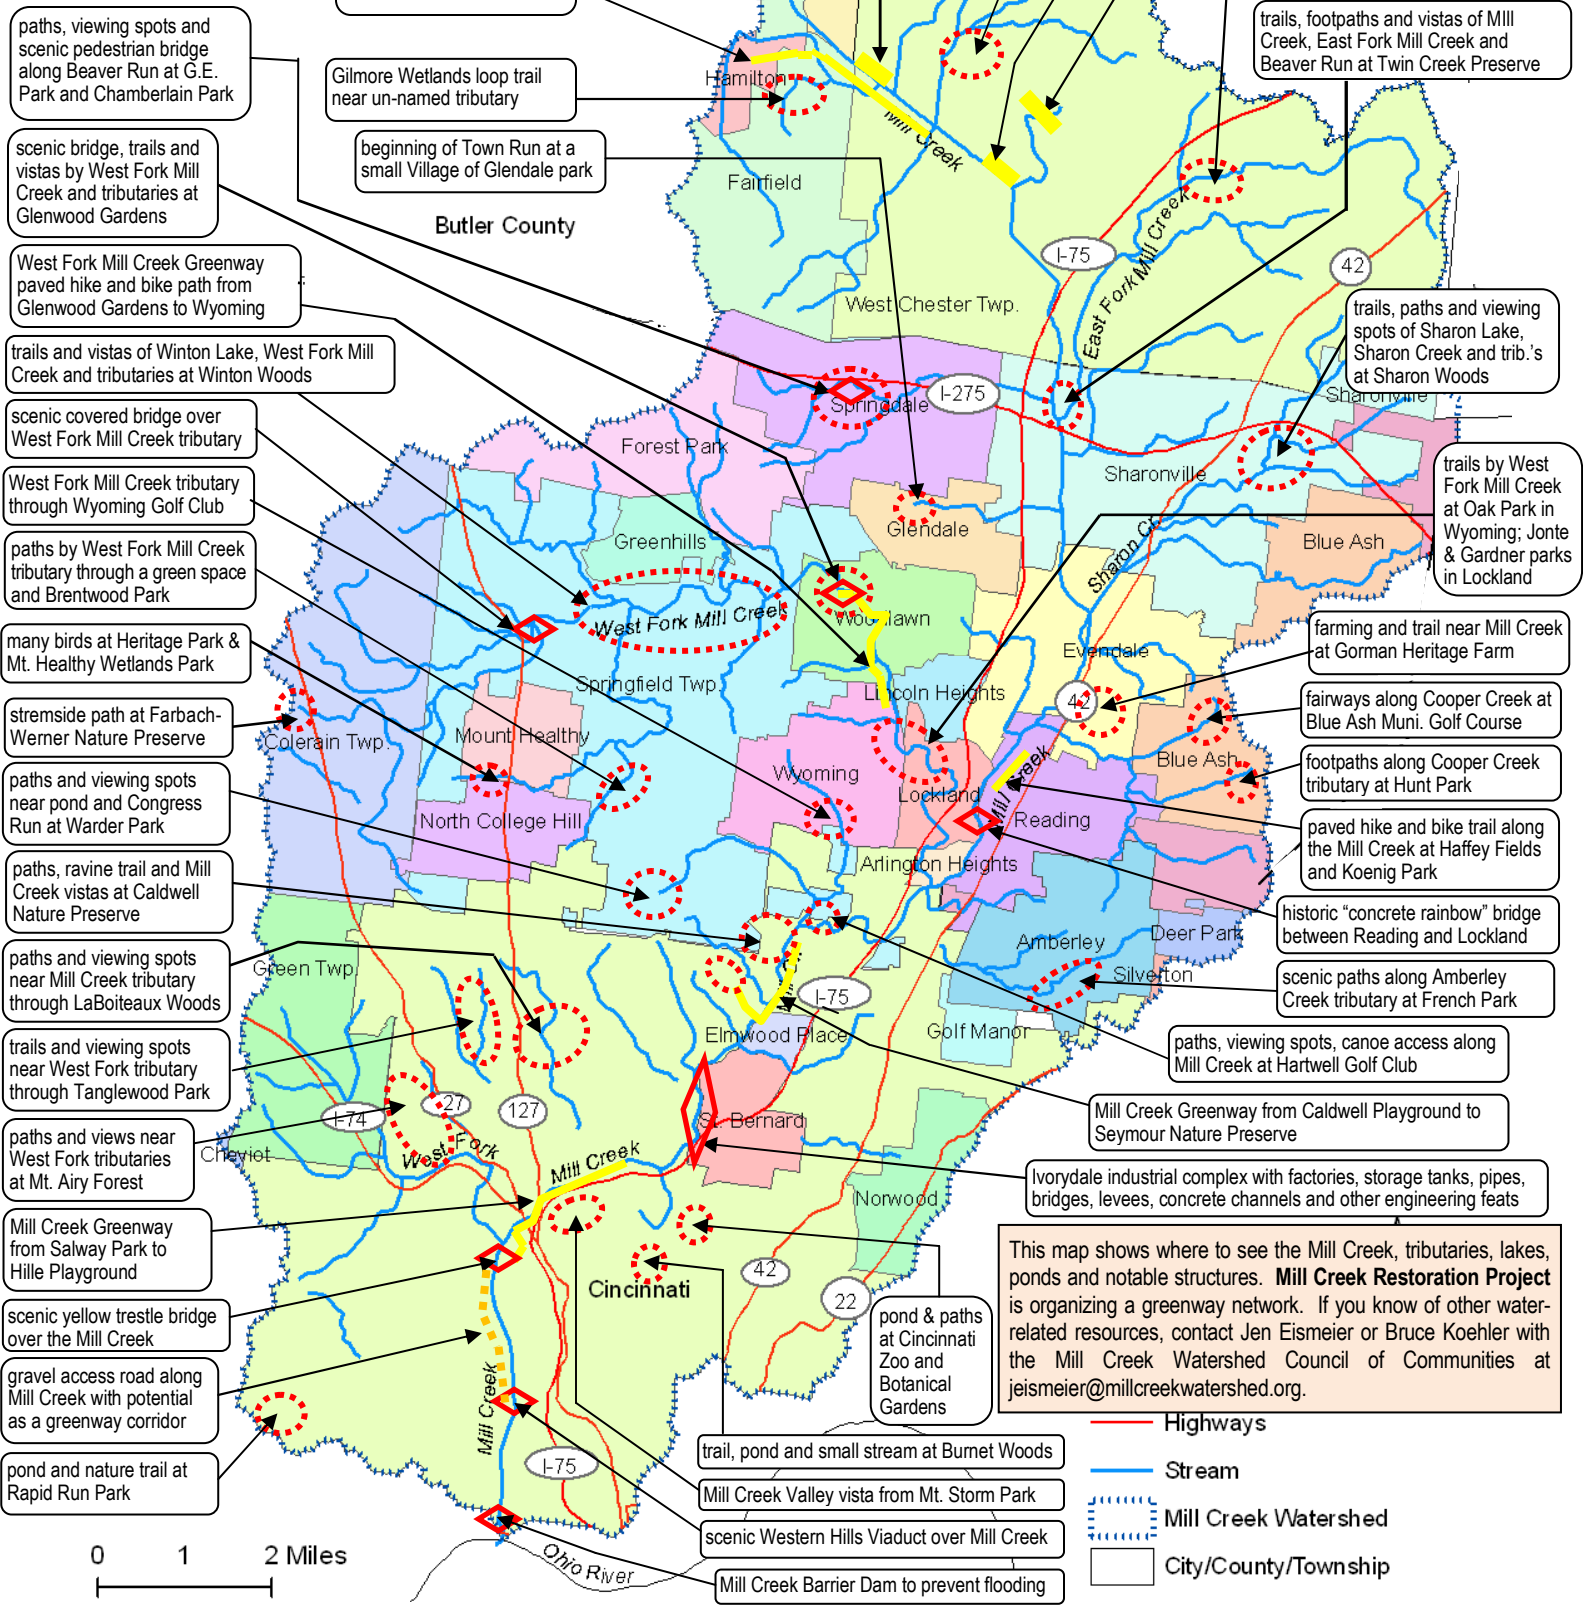 paths, viewing spots and
scenic pedestrian bridge
along Beaver Run at G.E.
Park and Chamberlain Park
Gilmore Wetlands loop trail
near un-named tributary
beginning of Town Run at a
small Village of Glendale park
trails, footpaths and vistas of MIll
Creek, East Fork Mill Creek and
Beaver Run at Twin Creek Preserve
scenic bridge, trails and
vistas by West Fork Mill
Creek and tributaries at
Glenwood Gardens
West Fork Mill Creek Greenway
paved hike and bike path from
Glenwood Gardens to Wyoming
trails and vistas of Winton Lake, West Fork Mill
Creek and tributaries at Winton Woods
scenic covered bridge over
West Fork Mill Creek tributary
West Fork Mill Creek tributary
through Wyoming Golf Club
paths by West Fork Mill Creek
tributary through a green space
and Brentwood Park
many birds at Heritage Park &
Mt. Healthy Wetlands Park
stremside path at Farbach-
Werner Nature Preserve
paths and viewing spots
near pond and Congress
Run at Warder Park
paths, ravine trail and Mill
Creek vistas at Caldwell
Nature Preserve
paths and viewing spots
near Mill Creek tributary
through LaBoiteaux Woods
trails and viewing spots
near West Fork tributary
through Tanglewood Park
paths and views near
West Fork tributaries
at Mt. Airy Forest
Mill Creek Greenway
from Salway Park to
Hille Playground
scenic yellow trestle bridge
over the Mill Creek
gravel access road along
Mill Creek with potential
as a greenway corridor
pond and nature trail at
Rapid Run Park
trails, paths and viewing
spots of Sharon Lake,
Sharon Creek and trib.'s
at Sharon Woods
trails by West
Fork Mill Creek
at Oak Park in
Wyoming; Jonte
& Gardner parks
in Lockland
farming and trail near Mill Creek
at Gorman Heritage Farm
fairways along Cooper Creek at
Blue Ash Muni. Golf Course
footpaths along Cooper Creek
tributary at Hunt Park
paved hike and bike trail along
the Mill Creek at Haffey Fields
and Koenig Park
historic “concrete rainbow” bridge
between Reading and Lockland
scenic paths along Amberley
Creek tributary at French Park
paths, viewing spots, canoe access along
Mill Creek at Hartwell Golf Club
Mill Creek Greenway from Caldwell Playground to
Seymour Nature Preserve
Ivorydale industrial complex with factories, storage tanks, pipes,
bridges, levees, concrete channels and other engineering feats
This map shows where to see the Mill Creek, tributaries, lakes,
ponds and notable structures. Mill Creek Restoration Project
is organizing a greenway network. If you know of other water-
related resources, contact Jen Eismeier or Bruce Koehler with
the Mill Creek Watershed Council of Communities at
jeismeier@millcreekwatershed.org.
pond & paths
at Cincinnati
Zoo and
Botanical
Gardens
trail, pond and small stream at Burnet Woods
Mill Creek Valley vista from Mt. Storm Park
scenic Western Hills Viaduct over Mill Creek
Mill Creek Barrier Dam to prevent flooding
Hamilton
Mill Creek
Fairfield
Butler County
I-75
East Fork Mill Creek
42
West Chester Twp.
I-275
Springdale
Sharonville
Forest Park
Sharonville
Glendale
Greenhills
Sharon Cr.
Blue Ash
West Fork Mill Creek
Woodlawn
Evendale
Springfield Twp.
Lincoln Heights
42
Colerain Twp.
Mount Healthy
Wyoming
Blue Ash
Lockland
Mill Creek
North College Hill
Reading
Arlington Heights
Amberley
Deer Park
Silverton
Green Twp.
I-75
Elmwood Place
Golf Manor
I-74
27
127
St. Bernard
Cheviot
West Fork
Mill Creek
Norwood
Cincinnati
42
22
Mill Creek
I-75
Ohio River
0 1 2 Miles
Highways
Stream
Mill Creek Watershed
City/County/Township